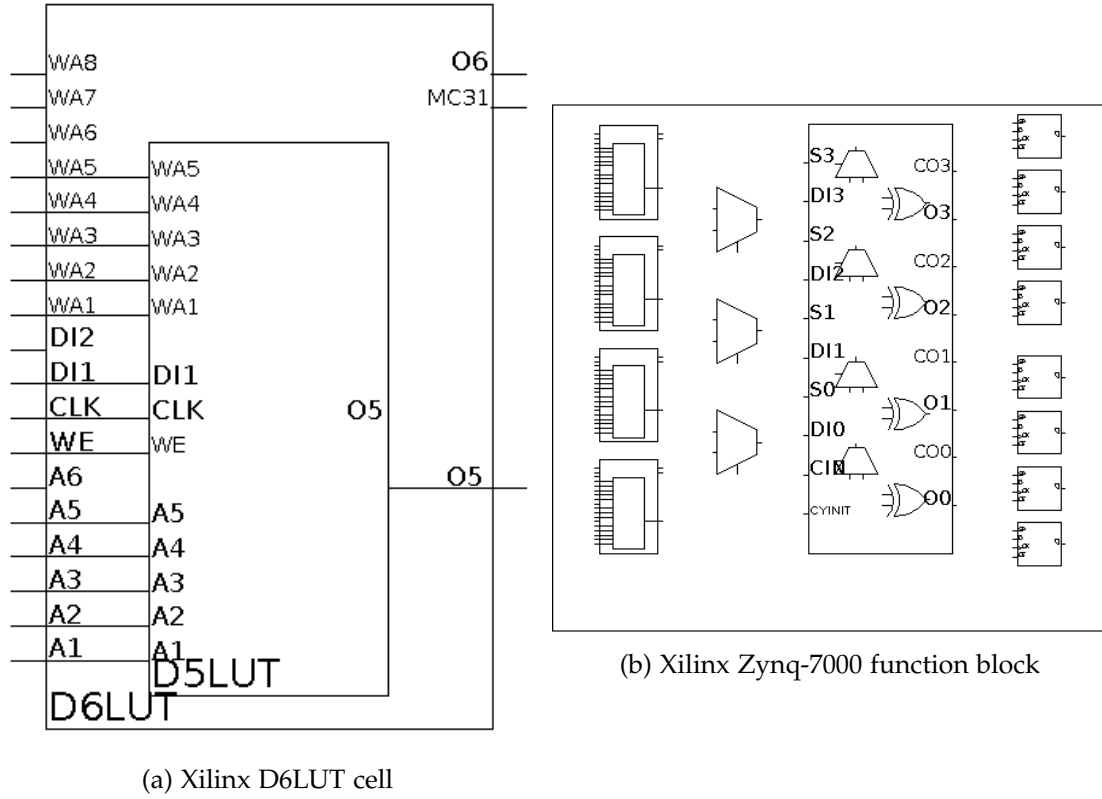 WA8
WA7
WA6
WA5
WA4
WA3
WA2
WA1
DI2
DI1
CLK
WE
A6
A5
A4
A3
A2
A1
D6LUT
WA5
WA4
WA3
WA2
WA1
DI1
CLK
WE
A5
A4
A3
A2
A1
D5LUT
O5
O6
MC31
O5
(a) Xilinx D6LUT cell
S3
DI3
S2
DI2
S1
DI1
S0
DI0
CYINIT
CO3
O3
CO2
O2
CO1
O1
CO0
O0
(b) Xilinx Zynq-7000 function block